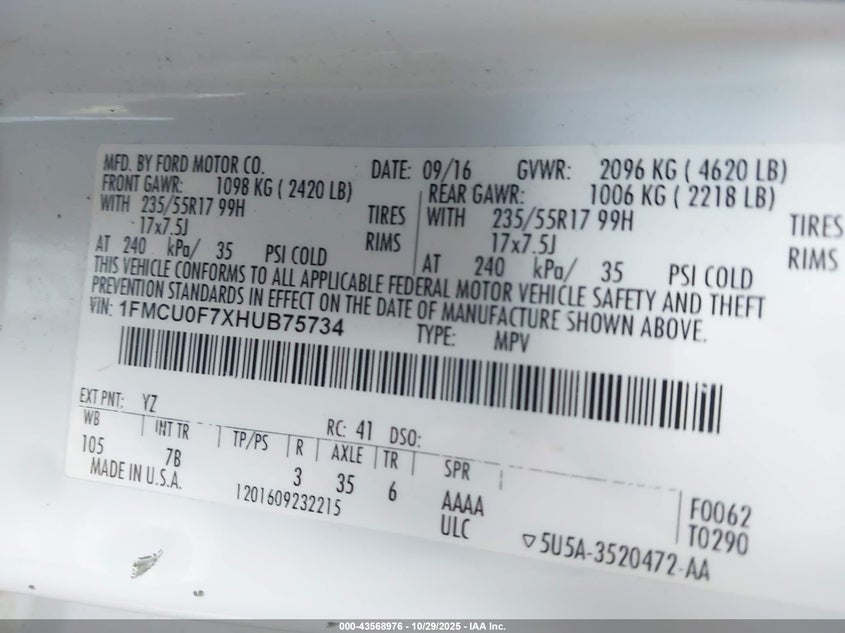 MFD. BY FORD MOTOR CO. DATE: 09/16 GVWR: 2096 KG ( 4620 LB)
FRONT GAWR: 1098 KG ( 2420 LB) REAR GAWR: 1006 KG ( 2218 LB)
WITH 235/55R17 99H TIRES WITH 235/55R17 99H TIRES
17x7.5J RIMS 17x7.5J RIMS
AT 240 kPa/ 35 PSI COLD AT 240 kPa/ 35 PSI COLD
THIS VEHICLE CONFORMS TO ALL APPLICABLE FEDERAL MOTOR VEHICLE SAFETY AND THEFT
PREVENTION STANDARDS IN EFFECT ON THE DATE OF MANUFACTURE SHOWN ABOVE.
VIN: 1FMCU0F7XHUB75734 TYPE: MPV
EXT PNT: YZ RC: 41 DSO:
WB INT TR TP/PS R AXLE TR SPR
105 7B 3 35 6 AAAA F0062
MADE IN U.S.A. 1201609232215 ULC T0290
▽5U5A-3520472-AA
000-43568976 - 10/29/2025 - IAA Inc.